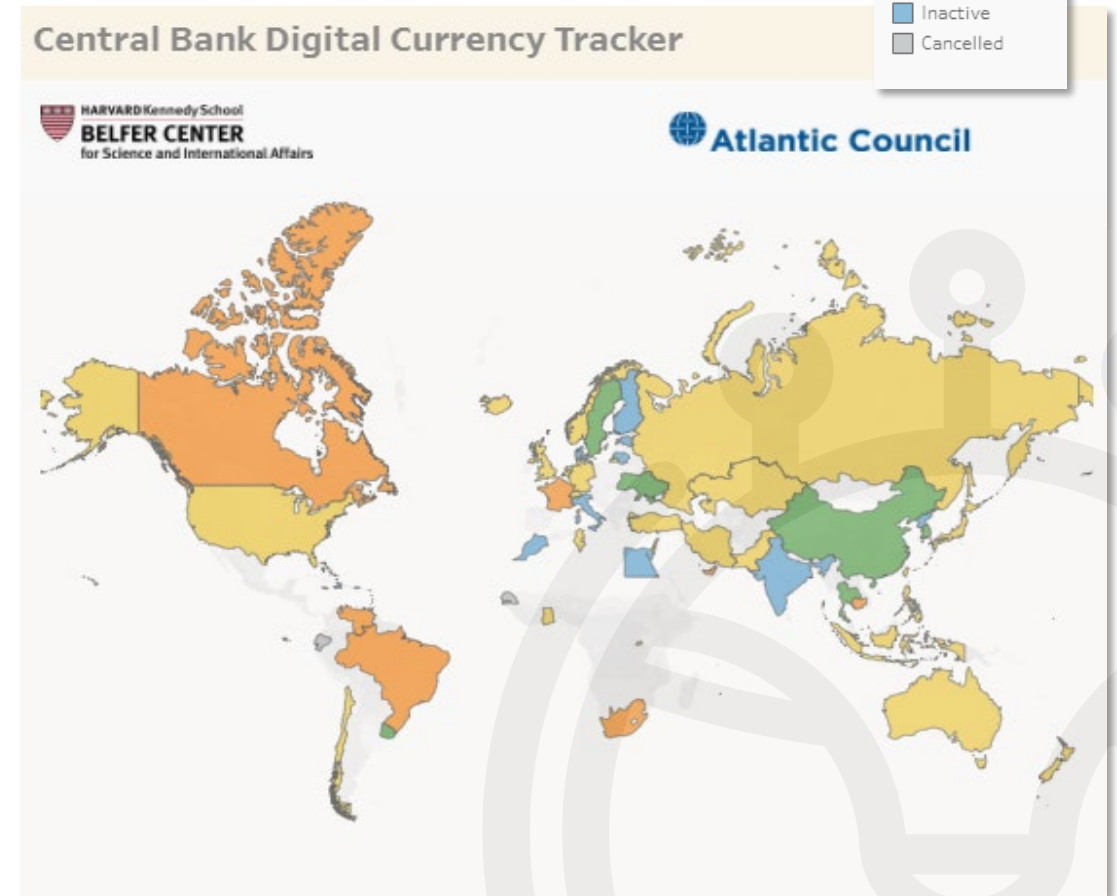 Inactive
Cancelled
Central Bank Digital Currency Tracker
HARVARD Kennedy School
BELFER CENTER
for Science and International Affairs
Atlantic Council